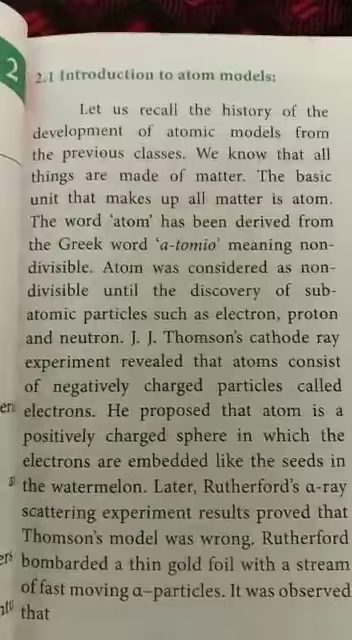 2
2.1 Introduction to atom models:
Let us recall the history of the
development of atomic models from
the previous classes. We know that all
things are made of matter. The basic
unit that makes up all matter is atom.
The word ‘atom’ has been derived from
the Greek word ‘a-tomio’ meaning non-
divisible. Atom was considered as non-
divisible until the discovery of sub-
atomic particles such as electron, proton
and neutron. J. J. Thomson’s cathode ray
experiment revealed that atoms consist
of negatively charged particles called
electrons. He proposed that atom is a
positively charged sphere in which the
electrons are embedded like the seeds in
the watermelon. Later, Rutherford’s α-ray
scattering experiment results proved that
Thomson’s model was wrong. Rutherford
bombarded a thin gold foil with a stream
of fast moving α–particles. It was observed
that